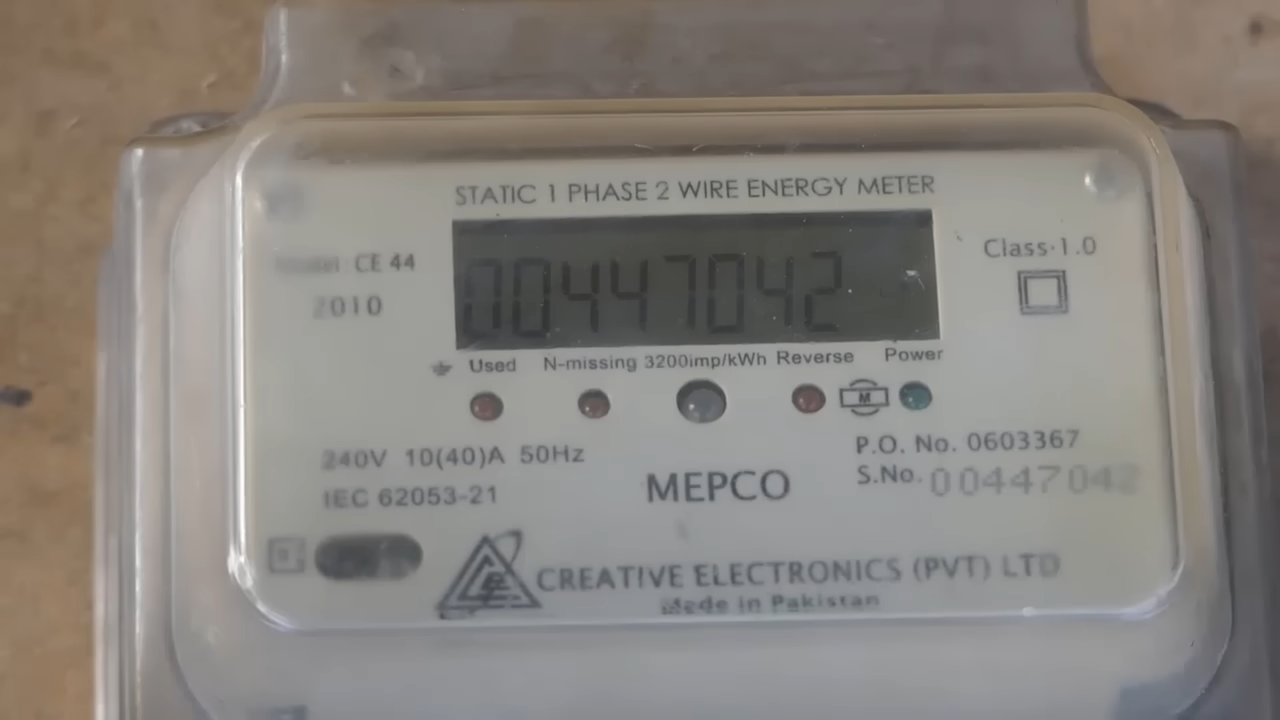 STATIC 1 PHASE 2 WIRE ENERGY METER
00447042
CE 44
2010
Class·1.0
Used N-missing 3200imp/kWh Reverse Power
M
240V 10(40)A 50Hz
IEC 62053-21
MEPCO
P.O. No. 0603367
S.No. 00447042
CREATIVE ELECTRONICS (PVT) LTD
Made in Pakistan